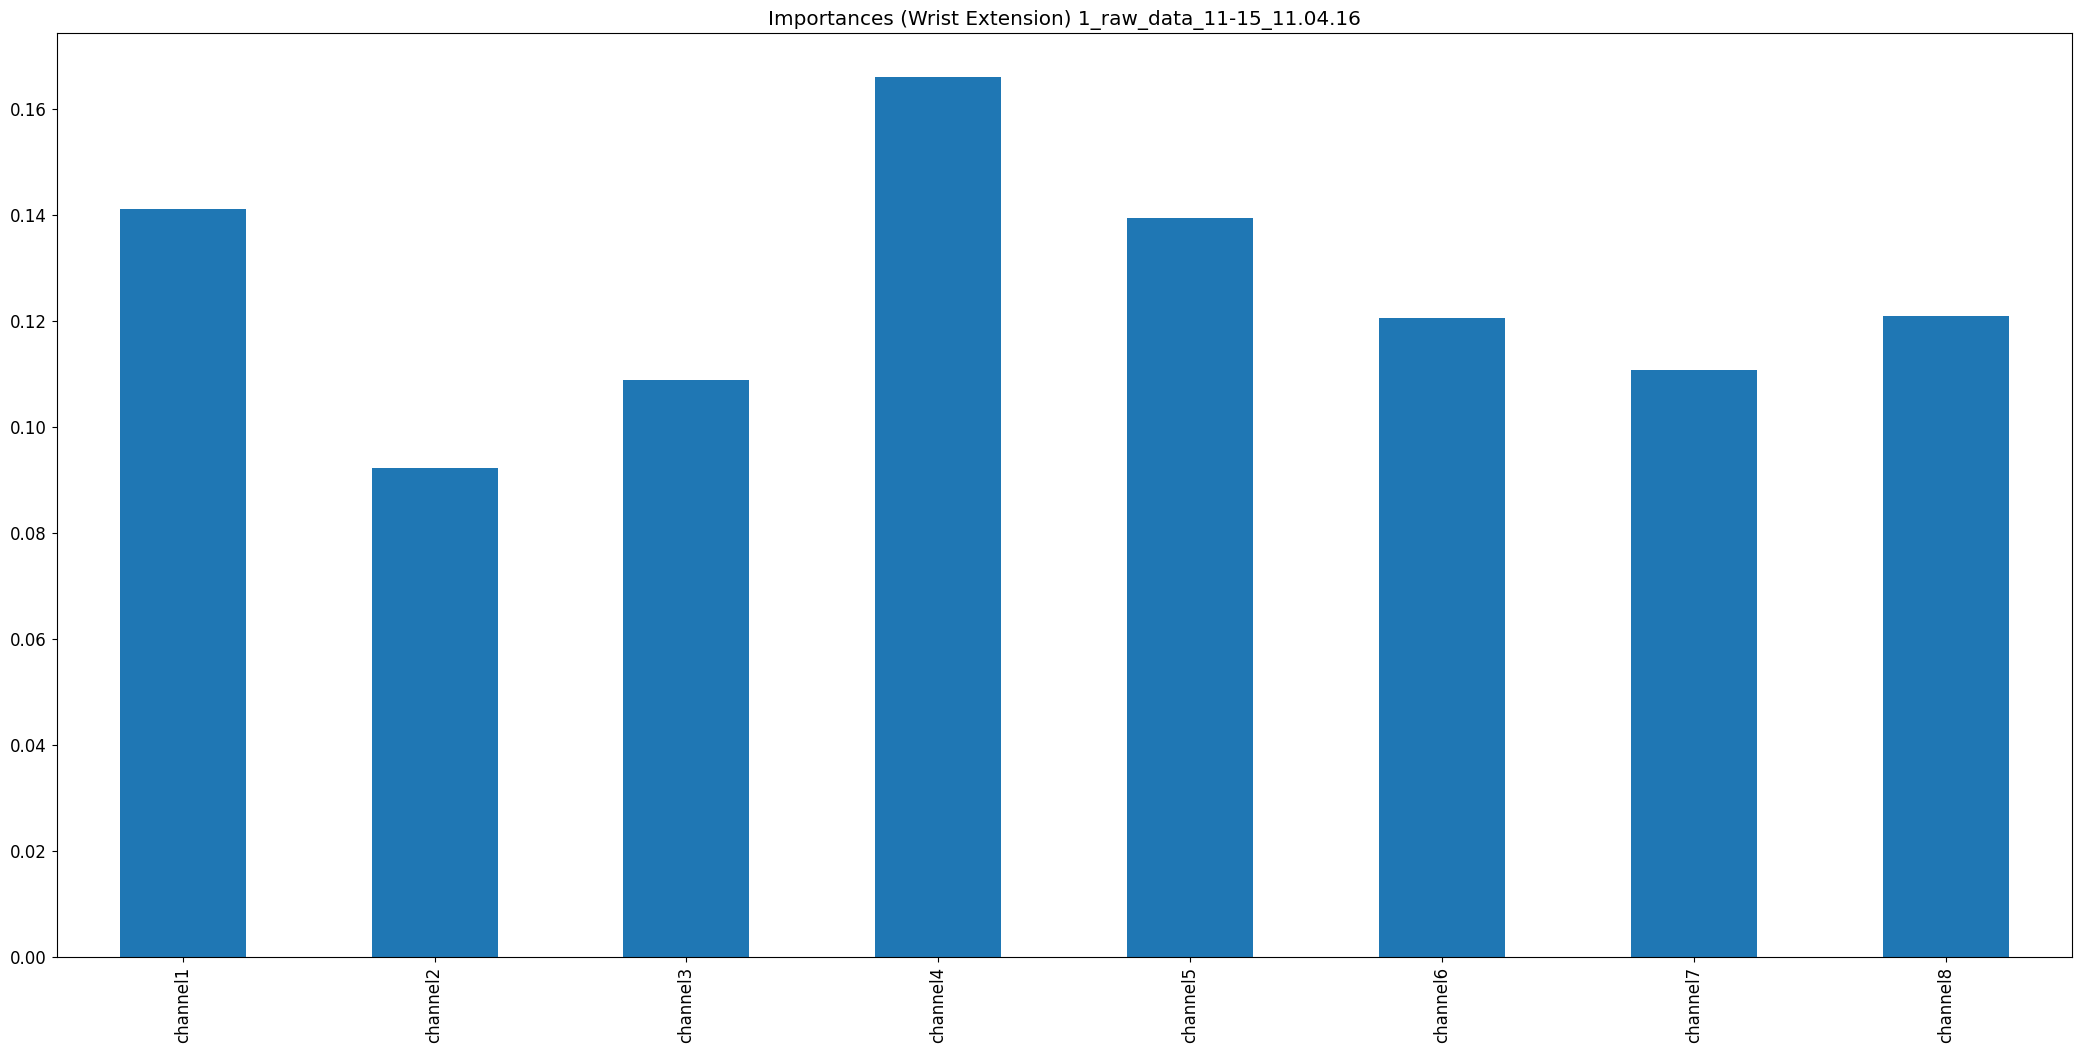 Importances (Wrist Extension) 1_raw_data_11-15_11.04.16
0.16
0.14
0.12
0.10
0.08
0.06
0.04
0.02
0.00
channel1
channel2
channel3
channel4
channel5
channel6
channel7
channel8